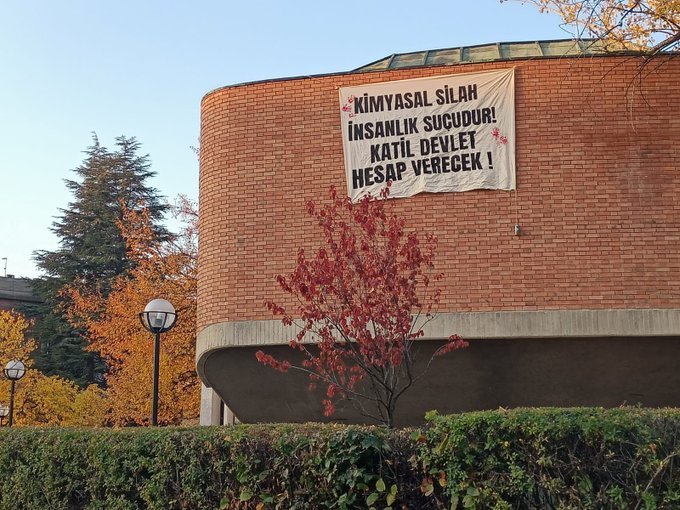 KİMYASAL SİLAH
İNSANLIK SUÇUDUR!
KATİL DEVLET
HESAP VERECEK !